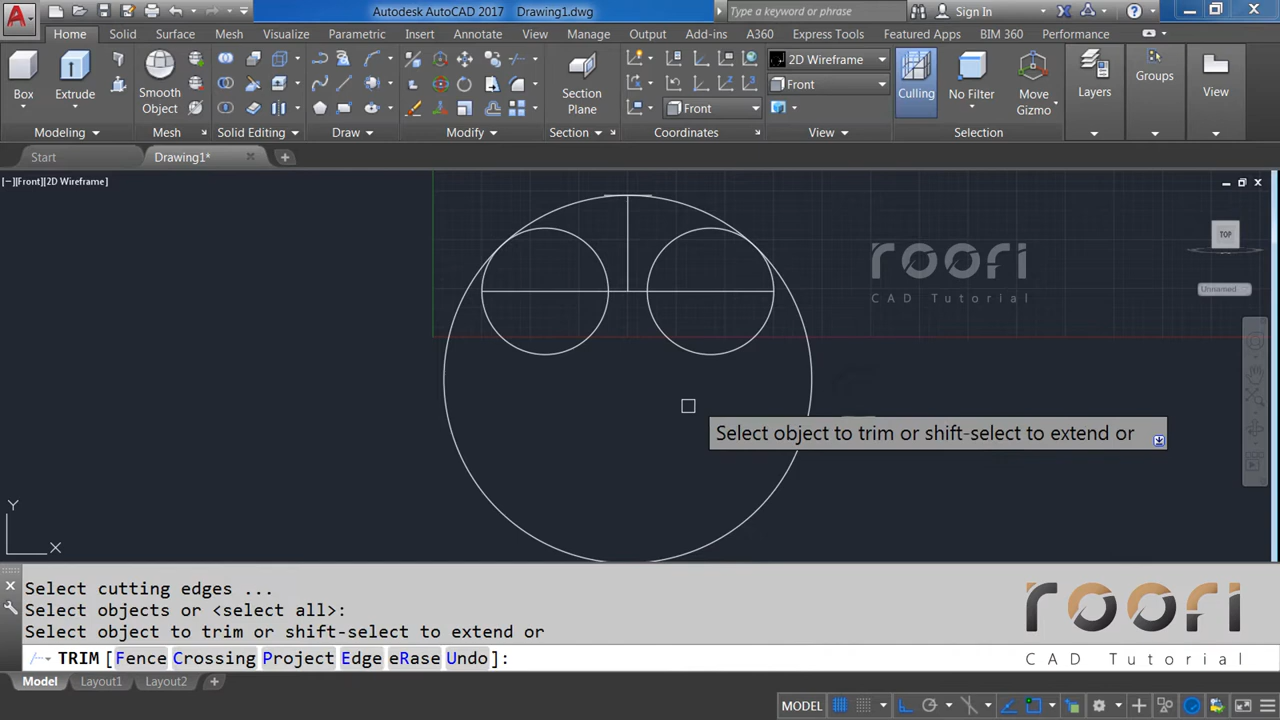 A Autodesk AutoCAD 2017 Drawing1.dwg Type a keyword or phrase Sign In
Home Solid Surface Mesh Visualize Parametric Insert Annotate View Manage Output Add-ins A360 Express Tools Featured Apps BIM 360 Performance
2D Wireframe
Front
Front
Box Extrude Smooth Object Section Plane Culling No Filter Move Gizmo Layers Groups View
Modeling Mesh Solid Editing Draw Modify Section Coordinates View Selection
Start Drawing1*
[−][Front][2D Wireframe]
TOP
roori
CAD Tutorial
Unnamed
Select object to trim or shift-select to extend or
Y
X
Select cutting edges ...
Select objects or <select all>:
Select object to trim or shift-select to extend or
TRIM [Fence Crossing Project Edge eRase Undo]:
roori
CAD Tutorial
Model Layout1 Layout2
MODEL